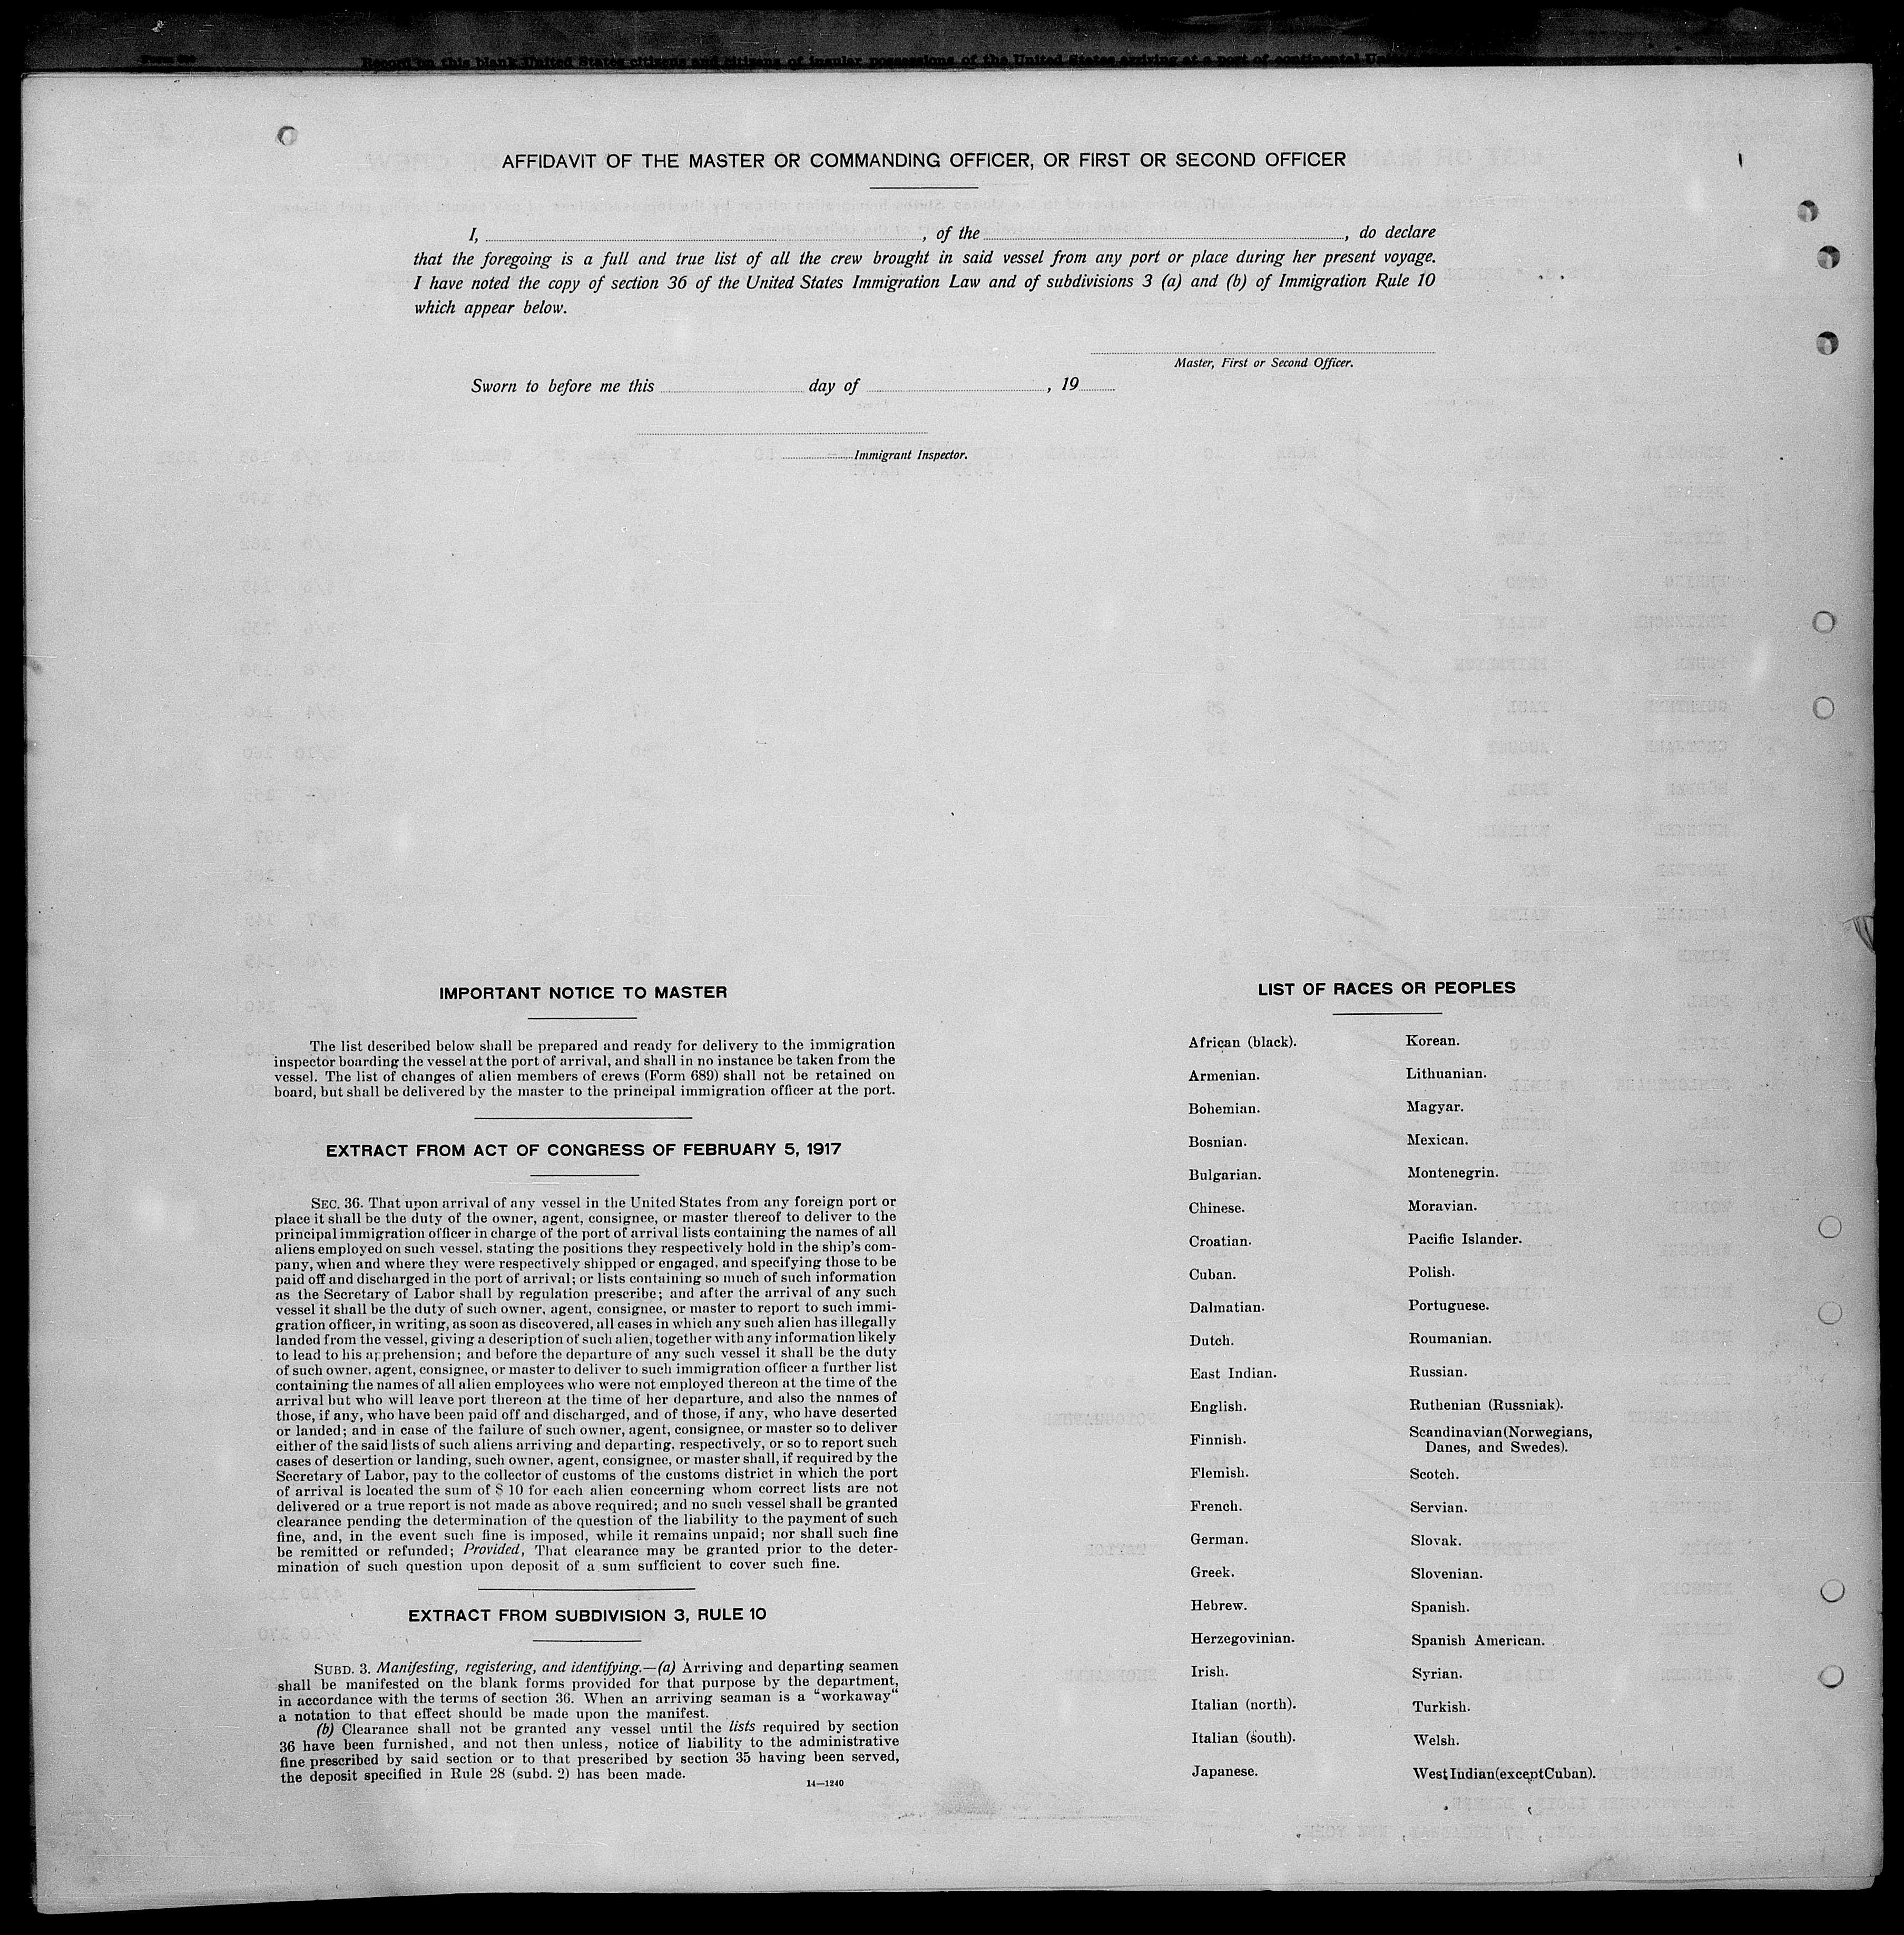 Record on this blank United States citizens and citizens of insular possessions of the United States arriving at a port of continental
AFFIDAVIT OF THE MASTER OR COMMANDING OFFICER, OR FIRST OR SECOND OFFICER
I, , of the , do declare
that the foregoing is a full and true list of all the crew brought in said vessel from any port or place during her present voyage.
I have noted the copy of section 36 of the United States Immigration Law and of subdivisions 3 (a) and (b) of Immigration Rule 10
which appear below.
Master, First or Second Officer.
Sworn to before me this day of , 19
Immigrant Inspector.
IMPORTANT NOTICE TO MASTER
The list described below shall be prepared and ready for delivery to the immigration
inspector boarding the vessel at the port of arrival, and shall in no instance be taken from the
vessel. The list of changes of alien members of crews (Form 689) shall not be retained on
board, but shall be delivered by the master to the principal immigration officer at the port.
EXTRACT FROM ACT OF CONGRESS OF FEBRUARY 5, 1917
SEC. 36. That upon arrival of any vessel in the United States from any foreign port or
place it shall be the duty of the owner, agent, consignee, or master thereof to deliver to the
principal immigration officer in charge of the port of arrival lists containing the names of all
aliens employed on such vessel, stating the positions they respectively hold in the ship's com-
pany, when and where they were respectively shipped or engaged, and specifying those to be
paid off and discharged in the port of arrival; or lists containing so much of such information
as the Secretary of Labor shall by regulation prescribe; and after the arrival of any such
vessel it shall be the duty of such owner, agent, consignee, or master to report to such immi-
gration officer, in writing, as soon as discovered, all cases in which any such alien has illegally
landed from the vessel, giving a description of such alien, together with any information likely
to lead to his apprehension; and before the departure of any such vessel it shall be the duty
of such owner, agent, consignee, or master to deliver to such immigration officer a further list
containing the names of all alien employees who were not employed thereon at the time of the
arrival but who will leave port thereon at the time of her departure, and also the names of
those, if any, who have been paid off and discharged, and of those, if any, who have deserted
or landed; and in case of the failure of such owner, agent, consignee, or master so to deliver
either of the said lists of such aliens arriving and departing, respectively, or so to report such
cases of desertion or landing, such owner, agent, consignee, or master shall, if required by the
Secretary of Labor, pay to the collector of customs of the customs district in which the port
of arrival is located the sum of $ 10 for each alien concerning whom correct lists are not
delivered or a true report is not made as above required; and no such vessel shall be granted
clearance pending the determination of the question of the liability to the payment of such
fine, and, in the event such fine is imposed, while it remains unpaid; nor shall such fine
be remitted or refunded; Provided, That clearance may be granted prior to the deter-
mination of such question upon deposit of a sum sufficient to cover such fine.
EXTRACT FROM SUBDIVISION 3, RULE 10
SUBD. 3. Manifesting, registering, and identifying.—(a) Arriving and departing seamen
shall be manifested on the blank forms provided for that purpose by the department,
in accordance with the terms of section 36. When an arriving seaman is a "workaway"
a notation to that effect should be made upon the manifest.
(b) Clearance shall not be granted any vessel until the lists required by section
36 have been furnished, and not then unless, notice of liability to the administrative
fine prescribed by said section or to that prescribed by section 35 having been served,
the deposit specified in Rule 28 (subd. 2) has been made.
14—1240
LIST OF RACES OR PEOPLES
African (black).
Armenian.
Bohemian.
Bosnian.
Bulgarian.
Chinese.
Croatian.
Cuban.
Dalmatian.
Dutch.
East Indian.
English.
Finnish.
Flemish.
French.
German.
Greek.
Hebrew.
Herzegovinian.
Irish.
Italian (north).
Italian (south).
Japanese.
Korean.
Lithuanian.
Magyar.
Mexican.
Montenegrin.
Moravian.
Pacific Islander.
Polish.
Portuguese.
Roumanian.
Russian.
Ruthenian (Russniak).
Scandinavian(Norwegians,
Danes, and Swedes).
Scotch.
Servian.
Slovak.
Slovenian.
Spanish.
Spanish American.
Syrian.
Turkish.
Welsh.
West Indian(except Cuban).